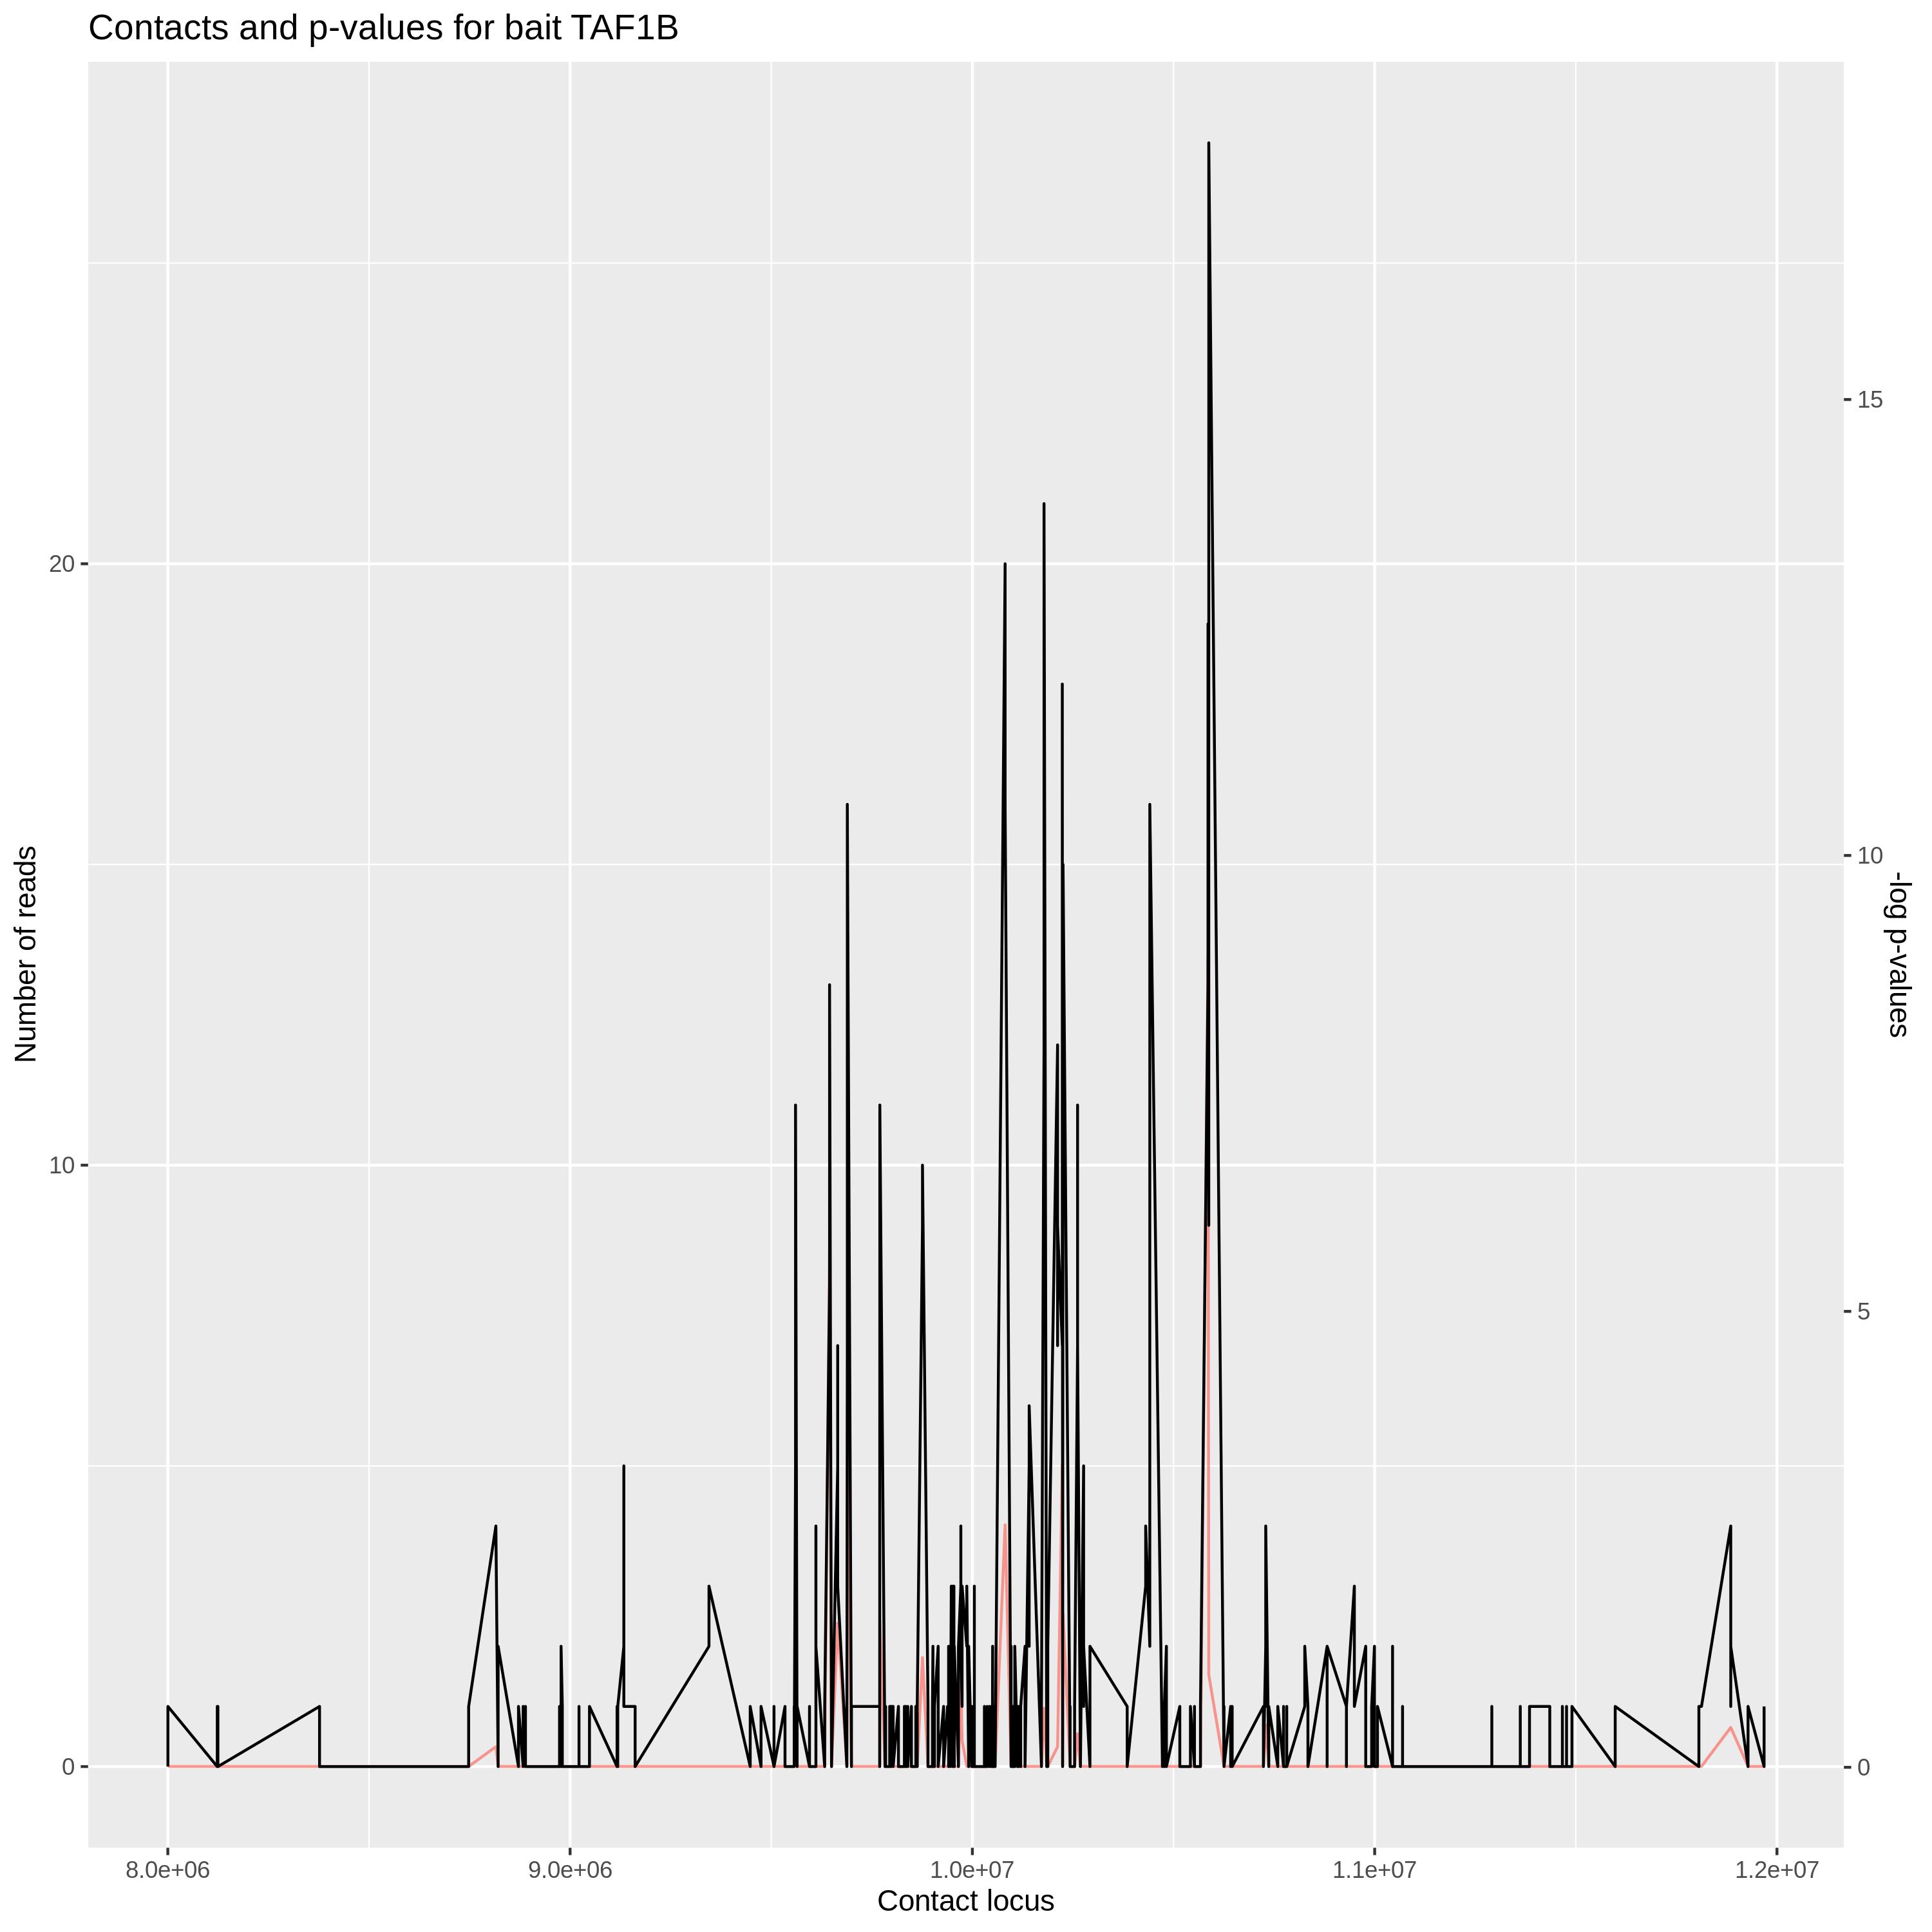 Contacts and p-values for bait TAF1B
Number of reads
20
10
0
15
10
5
0
-log p-values
8.0e+06
9.0e+06
1.0e+07
1.1e+07
1.2e+07
Contact locus